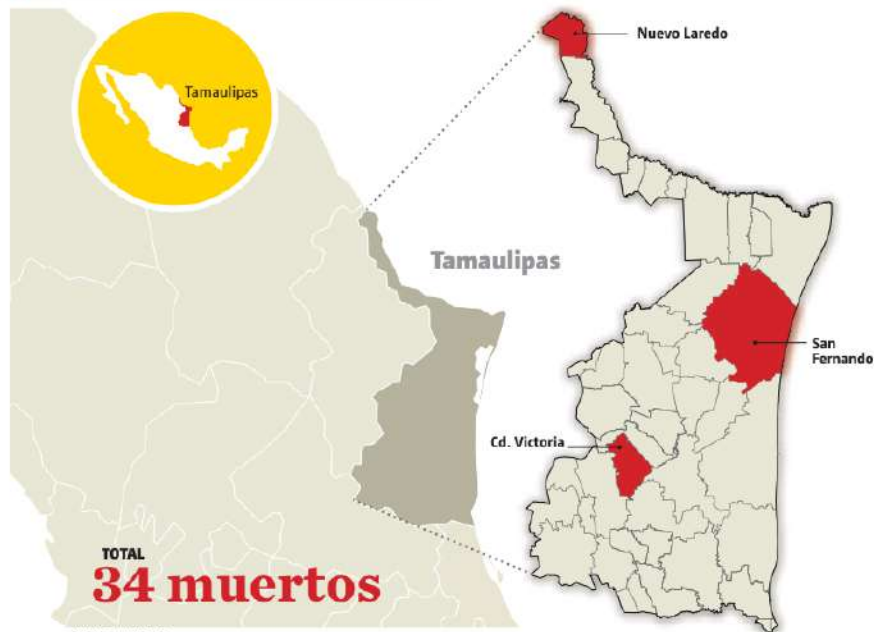 Tamaulipas
Nuevo Laredo
Tamaulipas
San
Fernando
Cd. Victoria
TOTAL
34 muertos